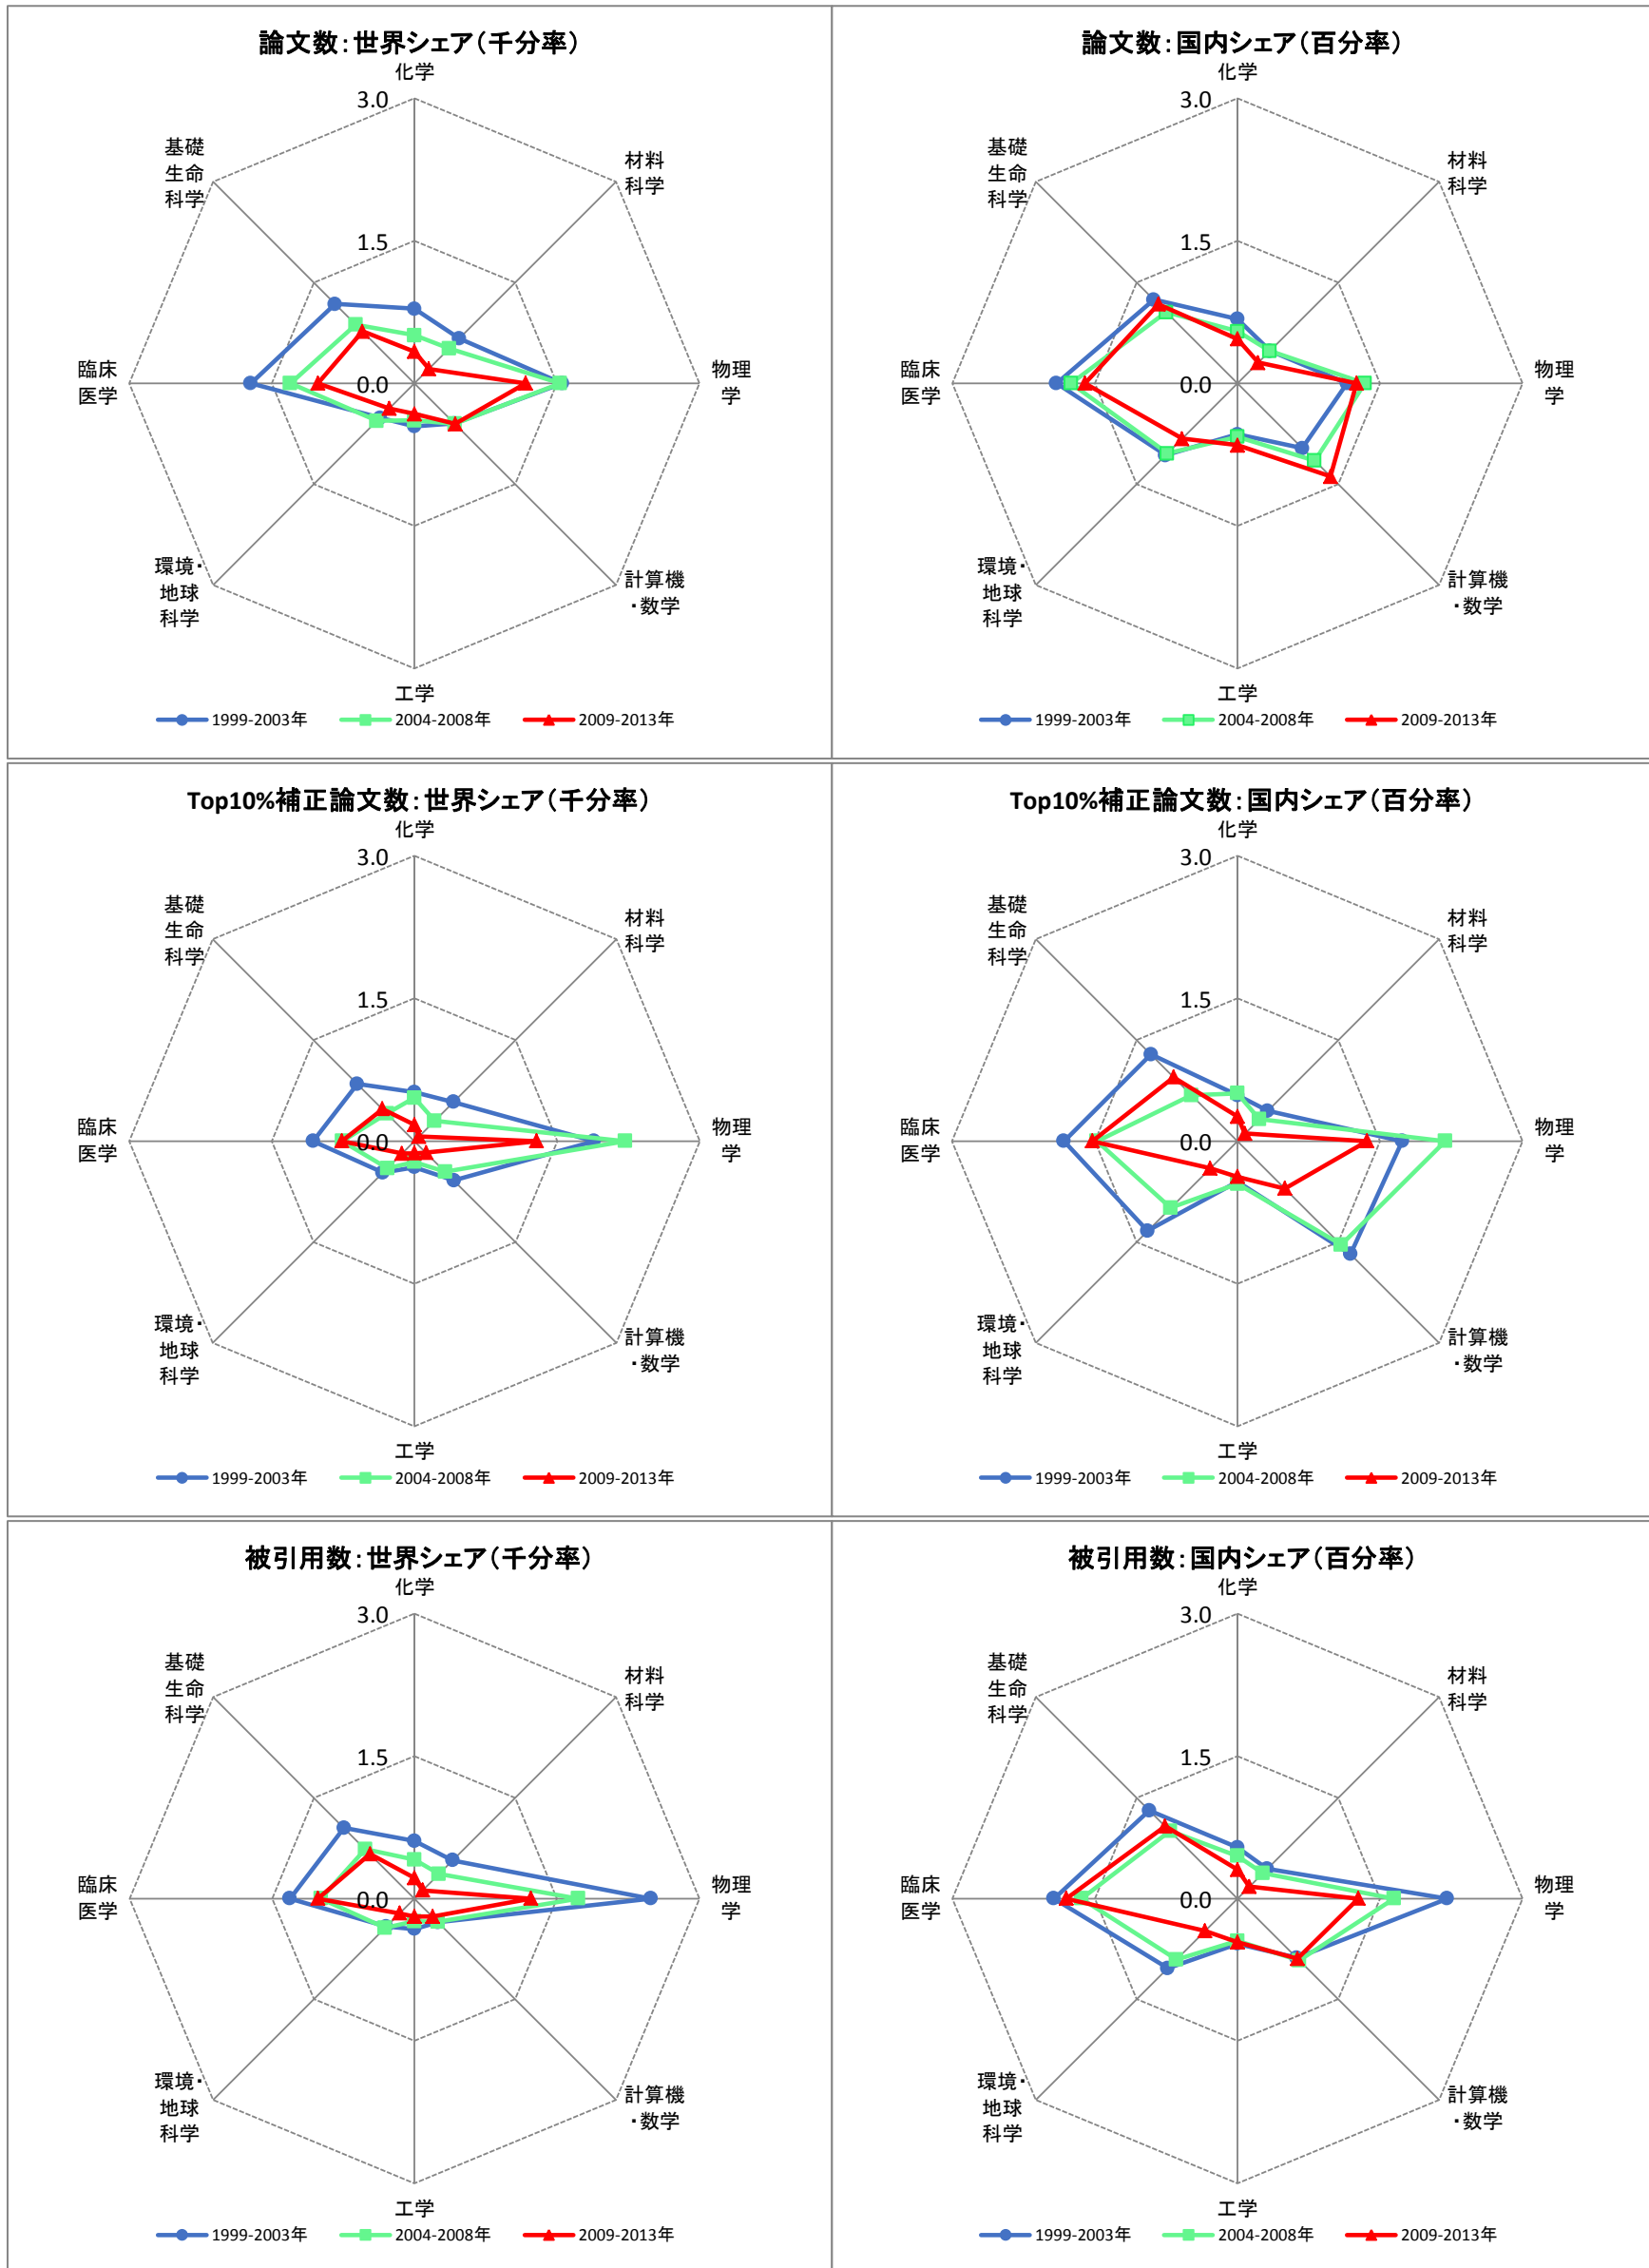 論文数：世界シェア（千分率）
化学
3.0
基礎
生命
科学
材料
科学
1.5
臨床
医学
0.0
物理
学
環境・
地球
科学
計算機
・数学
工学
1999-2003年 2004-2008年 2009-2013年
論文数：国内シェア（百分率）
化学
3.0
基礎
生命
科学
材料
科学
1.5
臨床
医学
0.0
物理
学
環境・
地球
科学
計算機
・数学
工学
1999-2003年 2004-2008年 2009-2013年
Top10%補正論文数：世界シェア（千分率）
化学
3.0
基礎
生命
科学
材料
科学
1.5
臨床
医学
0.0
物理
学
環境・
地球
科学
計算機
・数学
工学
1999-2003年 2004-2008年 2009-2013年
Top10%補正論文数：国内シェア（百分率）
化学
3.0
基礎
生命
科学
材料
科学
1.5
臨床
医学
0.0
物理
学
環境・
地球
科学
計算機
・数学
工学
1999-2003年 2004-2008年 2009-2013年
被引用数：世界シェア（千分率）
化学
3.0
基礎
生命
科学
材料
科学
1.5
臨床
医学
0.0
物理
学
環境・
地球
科学
計算機
・数学
工学
1999-2003年 2004-2008年 2009-2013年
被引用数：国内シェア（百分率）
化学
3.0
基礎
生命
科学
材料
科学
1.5
臨床
医学
0.0
物理
学
環境・
地球
科学
計算機
・数学
工学
1999-2003年 2004-2008年 2009-2013年